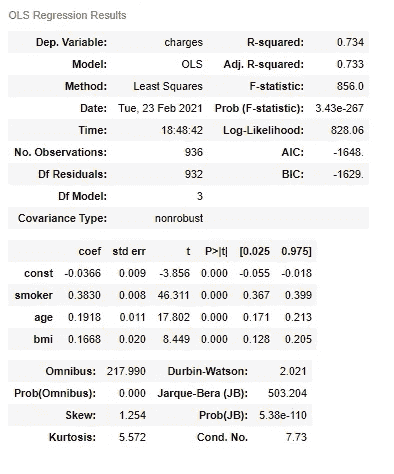 OLS Regression Results
Dep. Variable: charges R-squared: 0.734
Model: OLS Adj. R-squared: 0.733
Method: Least Squares F-statistic: 856.0
Date: Tue, 23 Feb 2021 Prob (F-statistic): 3.43e-267
Time: 18:48:42 Log-Likelihood: 828.06
No. Observations: 936 AIC: -1648.
Df Residuals: 932 BIC: -1629.
Df Model: 3
Covariance Type: nonrobust
coef std err t P>|t| [0.025 0.975]
const -0.0366 0.009 -3.856 0.000 -0.055 -0.018
smoker 0.3830 0.008 46.311 0.000 0.367 0.399
age 0.1918 0.011 17.802 0.000 0.171 0.213
bmi 0.1668 0.020 8.449 0.000 0.128 0.205
Omnibus: 217.990 Durbin-Watson: 2.021
Prob(Omnibus): 0.000 Jarque-Bera (JB): 503.204
Skew: 1.254 Prob(JB): 5.38e-110
Kurtosis: 5.572 Cond. No. 7.73